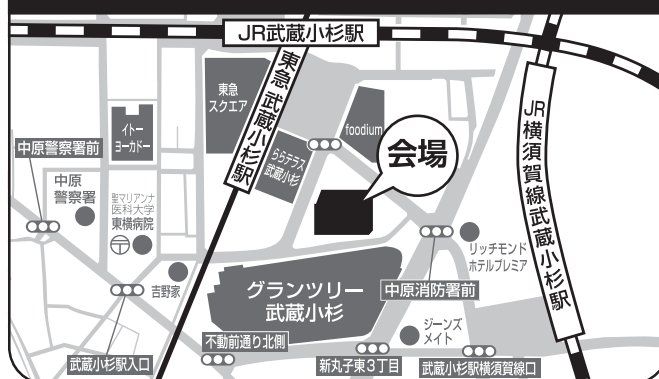 JR武蔵小杉駅
東急
スクエア
東急 武蔵小杉駅
foodium
ららテラス
武蔵小杉
会場
JR横須賀線武蔵小杉駅
イトー
ヨーカドー
中原警察署前
中原
警察署
聖マリアンナ
医科大学
東横病院
吉野家
グランツリー
武蔵小杉
中原消防署前
リッチモンド
ホテルプレミア
ジーンズ
メイト
武蔵小杉駅入口
不動前通り北側
新丸子東3丁目
武蔵小杉駅横須賀線口